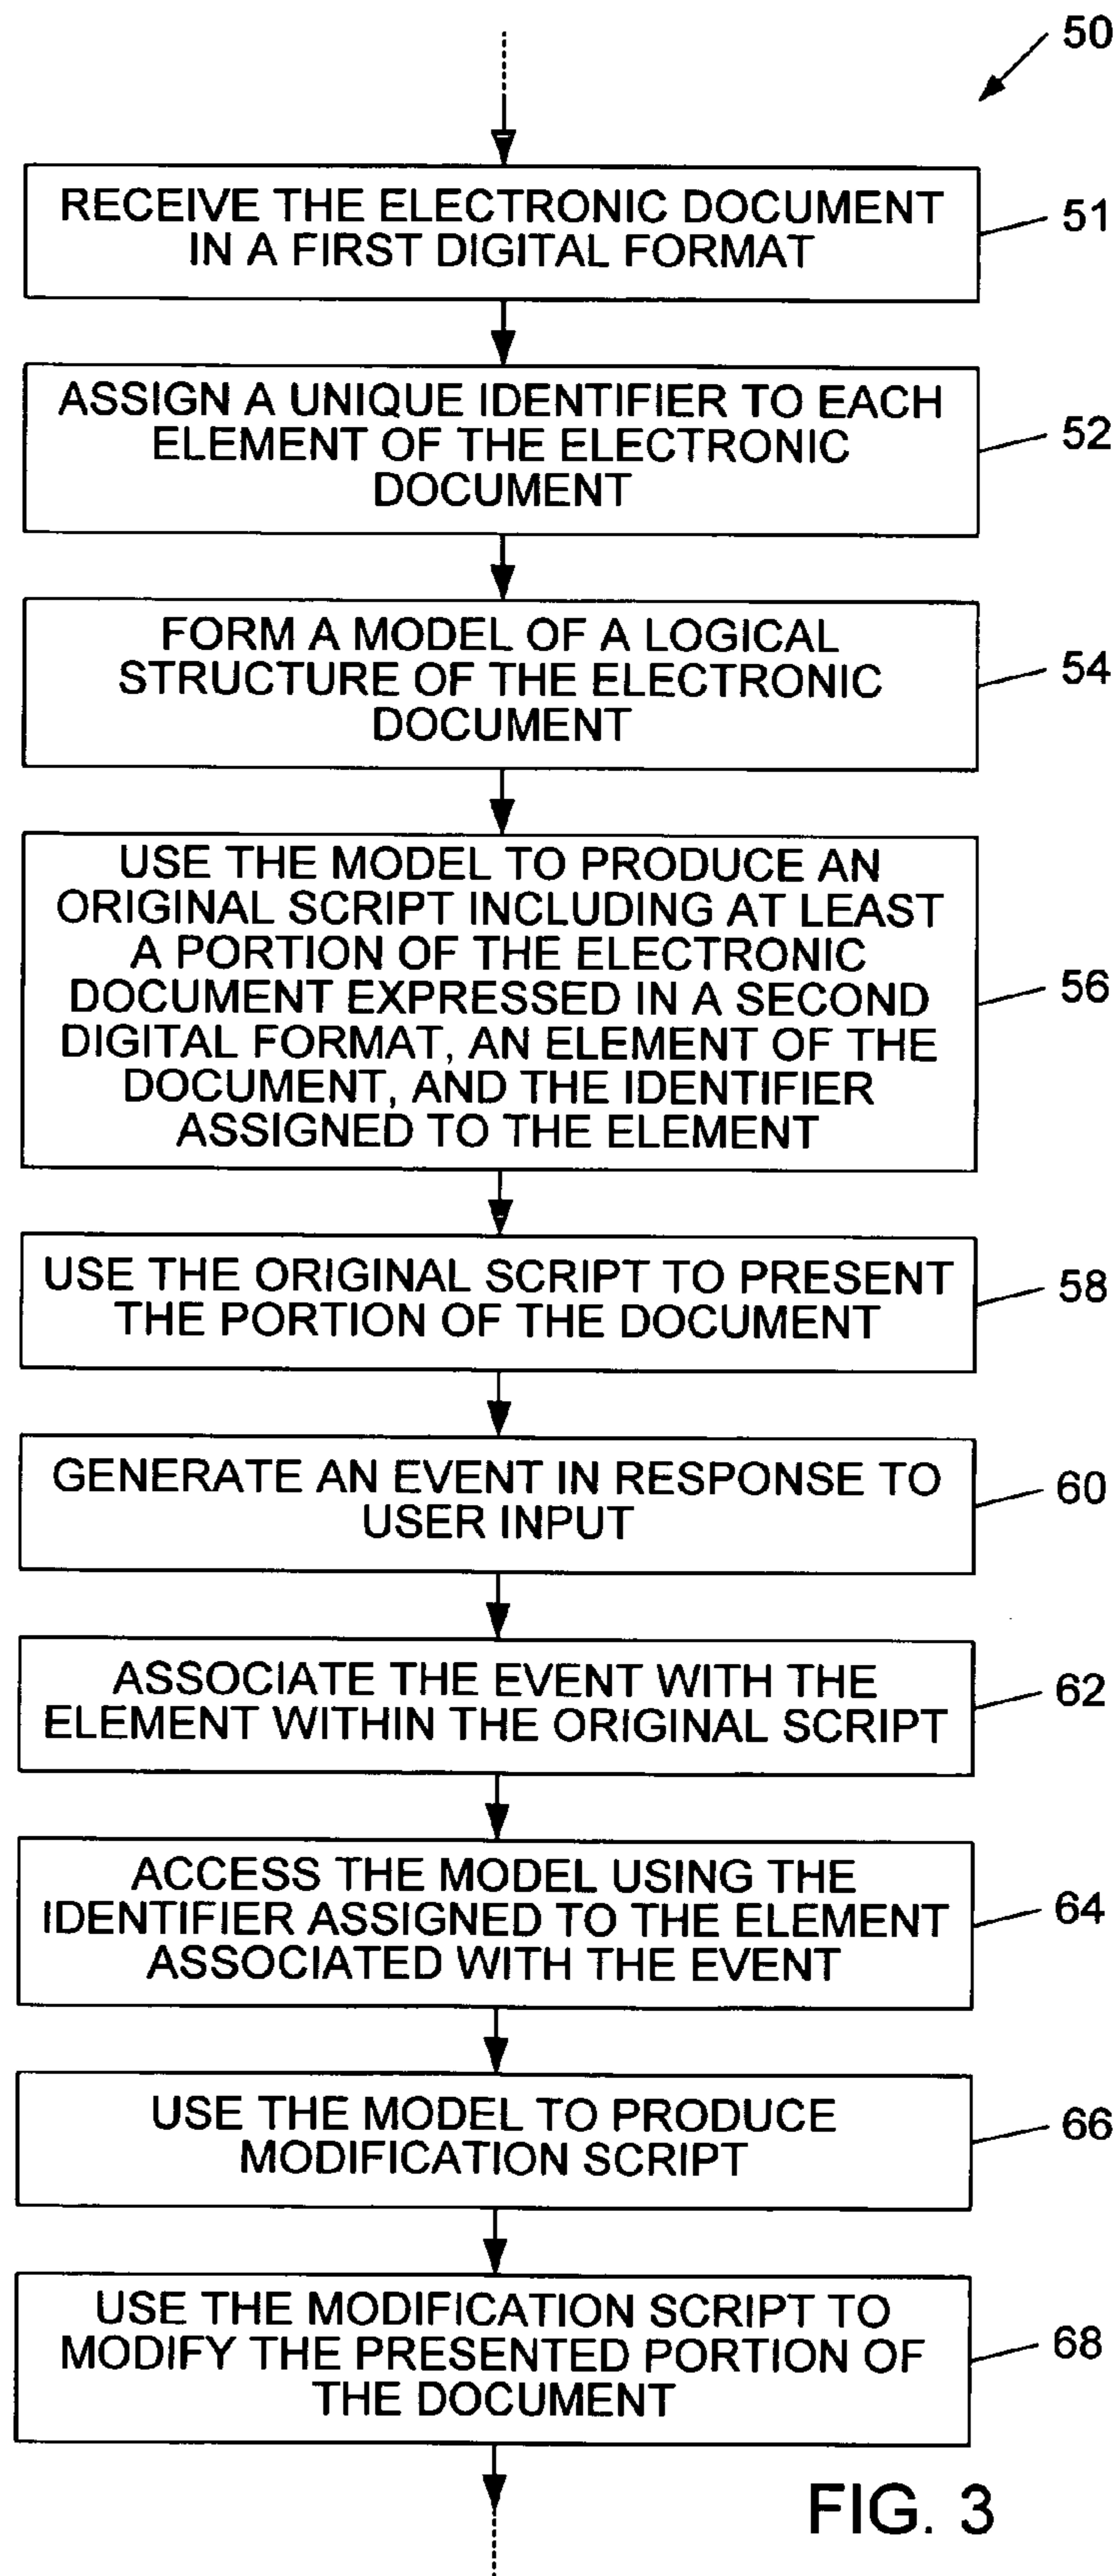 50
RECEIVE THE ELECTRONIC DOCUMENT
IN A FIRST DIGITAL FORMAT
51
ASSIGN A UNIQUE IDENTIFIER TO EACH
ELEMENT OF THE ELECTRONIC
DOCUMENT
52
FORM A MODEL OF A LOGICAL
STRUCTURE OF THE ELECTRONIC
DOCUMENT
54
USE THE MODEL TO PRODUCE AN
ORIGINAL SCRIPT INCLUDING AT LEAST
A PORTION OF THE ELECTRONIC
DOCUMENT EXPRESSED IN A SECOND
DIGITAL FORMAT, AN ELEMENT OF THE
DOCUMENT, AND THE IDENTIFIER
ASSIGNED TO THE ELEMENT
56
USE THE ORIGINAL SCRIPT TO PRESENT
THE PORTION OF THE DOCUMENT
58
GENERATE AN EVENT IN RESPONSE TO
USER INPUT
60
ASSOCIATE THE EVENT WITH THE
ELEMENT WITHIN THE ORIGINAL SCRIPT
62
ACCESS THE MODEL USING THE
IDENTIFIER ASSIGNED TO THE ELEMENT
ASSOCIATED WITH THE EVENT
64
USE THE MODEL TO PRODUCE
MODIFICATION SCRIPT
66
USE THE MODIFICATION SCRIPT TO
MODIFY THE PRESENTED PORTION OF
THE DOCUMENT
68
FIG. 3